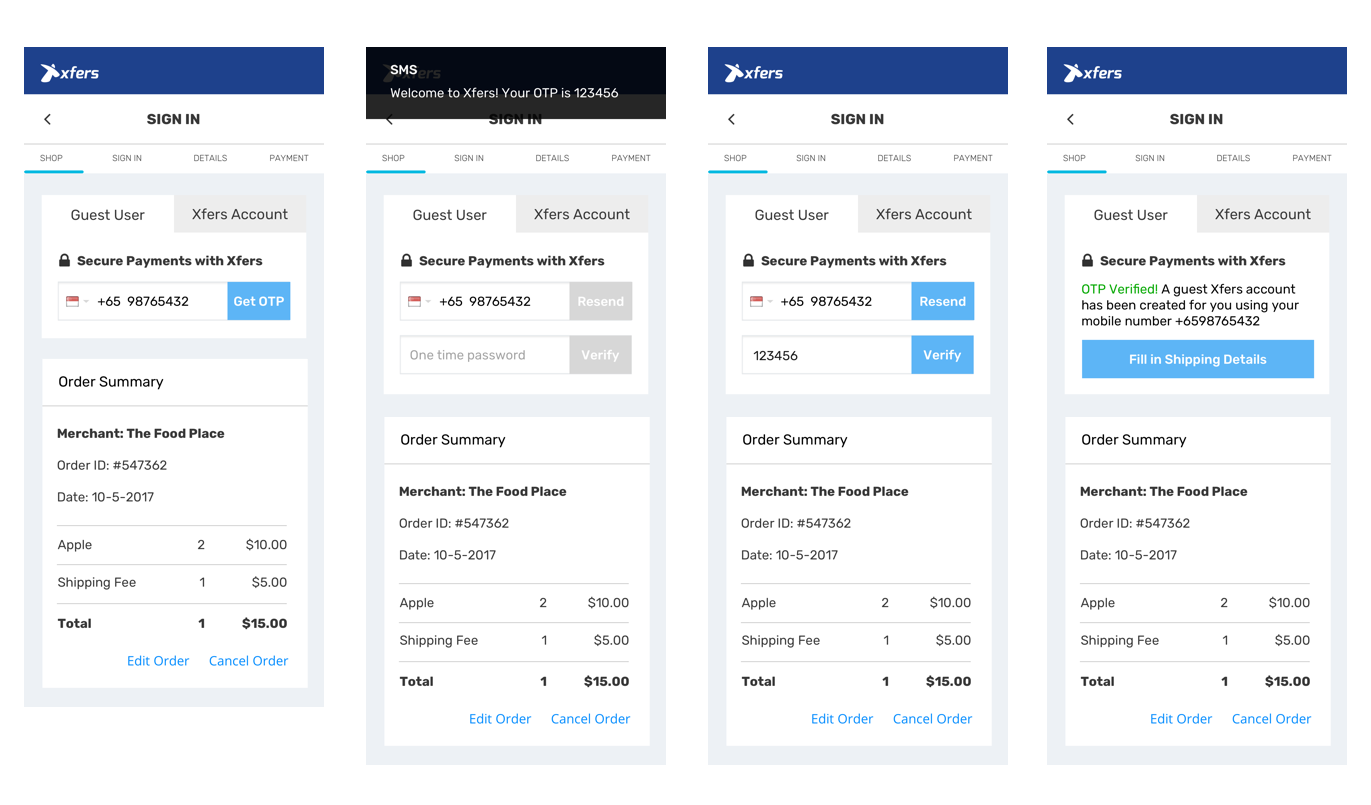 xfers
SIGN IN
SHOP SIGN IN DETAILS PAYMENT
Guest User Xfers Account
Secure Payments with Xfers
+65 98765432 Get OTP
Order Summary
Merchant: The Food Place
Order ID: #547362
Date: 10-5-2017
Apple 2 $10.00
Shipping Fee 1 $5.00
Total 1 $15.00
Edit Order Cancel Order
SMS
xfers
Welcome to Xfers! Your OTP is 123456
SIGN IN
SHOP SIGN IN DETAILS PAYMENT
Guest User Xfers Account
Secure Payments with Xfers
+65 98765432 Resend
One time password Verify
Order Summary
Merchant: The Food Place
Order ID: #547362
Date: 10-5-2017
Apple 2 $10.00
Shipping Fee 1 $5.00
Total 1 $15.00
Edit Order Cancel Order
xfers
SIGN IN
SHOP SIGN IN DETAILS PAYMENT
Guest User Xfers Account
Secure Payments with Xfers
+65 98765432 Resend
123456 Verify
Order Summary
Merchant: The Food Place
Order ID: #547362
Date: 10-5-2017
Apple 2 $10.00
Shipping Fee 1 $5.00
Total 1 $15.00
Edit Order Cancel Order
xfers
SIGN IN
SHOP SIGN IN DETAILS PAYMENT
Guest User Xfers Account
Secure Payments with Xfers
OTP Verified! A guest Xfers account
has been created for you using your
mobile number +6598765432
Fill in Shipping Details
Order Summary
Merchant: The Food Place
Order ID: #547362
Date: 10-5-2017
Apple 2 $10.00
Shipping Fee 1 $5.00
Total 1 $15.00
Edit Order Cancel Order